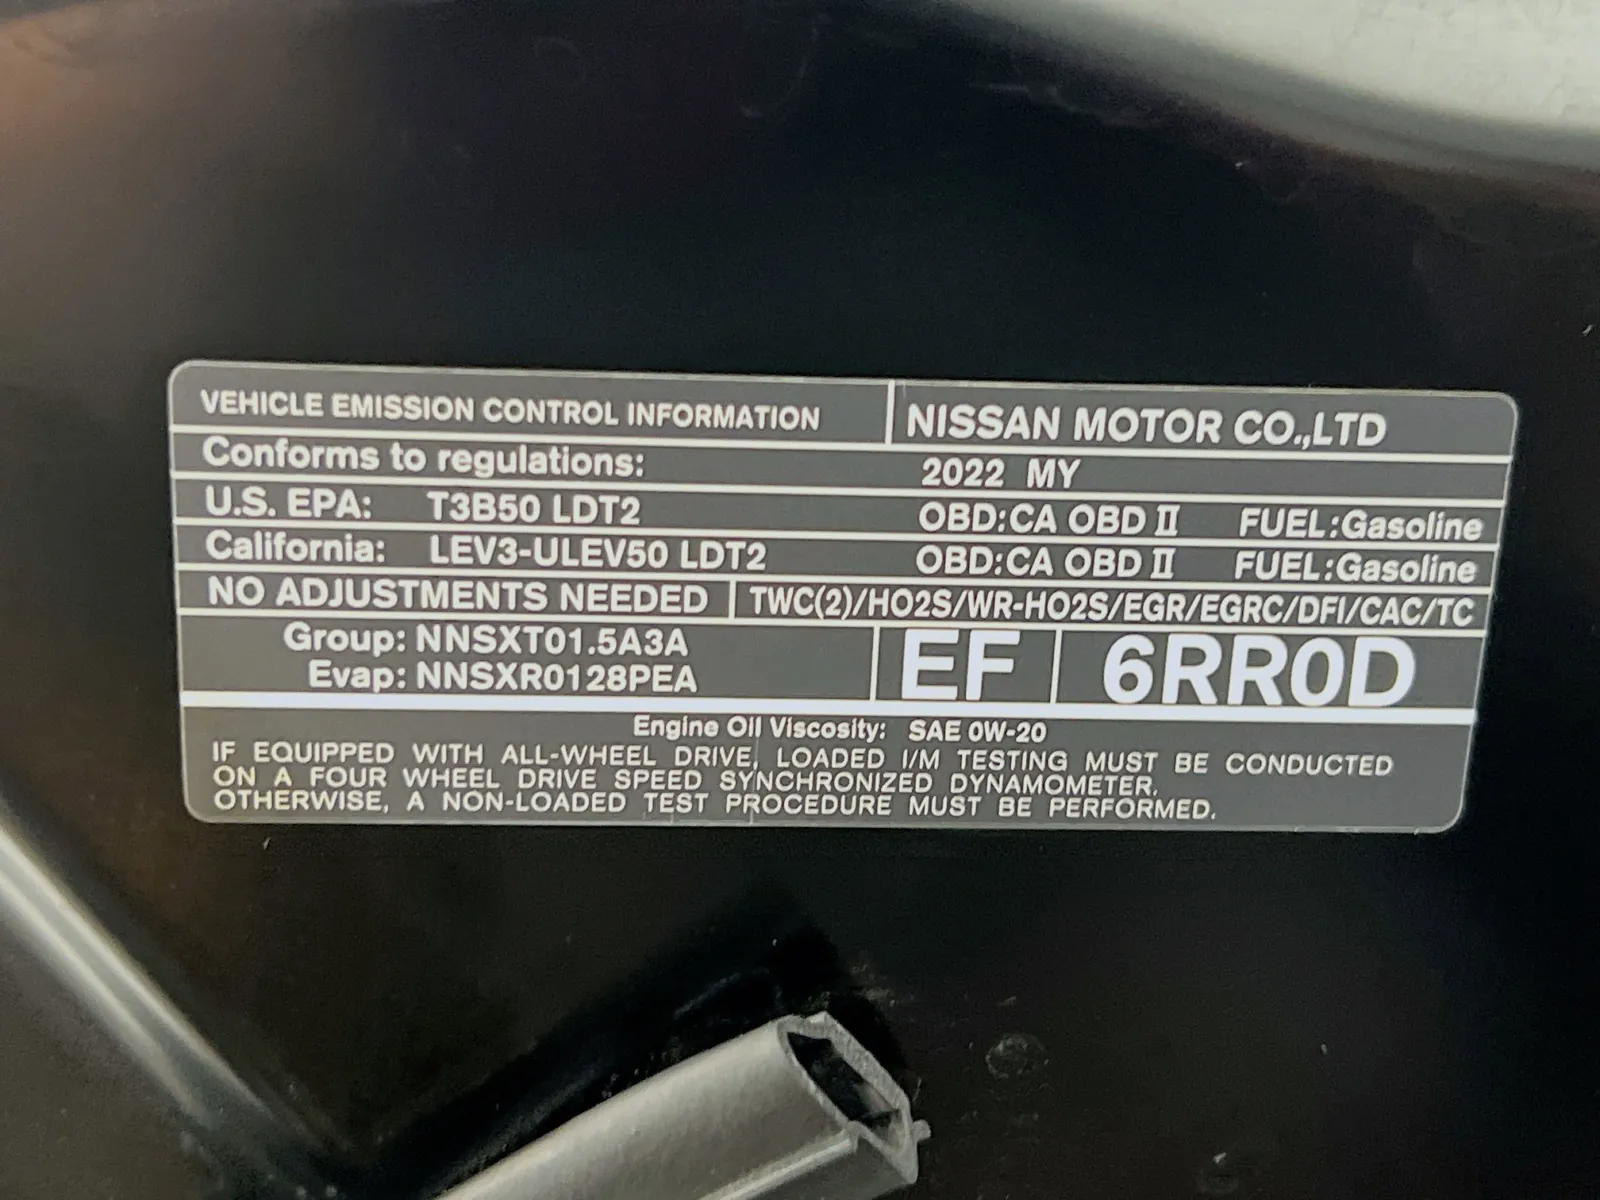 VEHICLE EMISSION CONTROL INFORMATION NISSAN MOTOR CO.,LTD
Conforms to regulations: 2022 MY
U.S. EPA: T3B50 LDT2 OBD:CA OBD II FUEL:Gasoline
California: LEV3-ULEV50 LDT2 OBD:CA OBD II FUEL:Gasoline
NO ADJUSTMENTS NEEDED TWC(2)/HO2S/WR-HO2S/EGR/EGRC/DFI/CAC/TC
Group: NNSXT01.5A3A EF 6RR0D
Evap: NNSXR0128PEA
Engine Oil Viscosity: SAE 0W-20
IF EQUIPPED WITH ALL-WHEEL DRIVE, LOADED I/M TESTING MUST BE CONDUCTED
ON A FOUR WHEEL DRIVE SPEED SYNCHRONIZED DYNAMOMETER.
OTHERWISE, A NON-LOADED TEST PROCEDURE MUST BE PERFORMED.